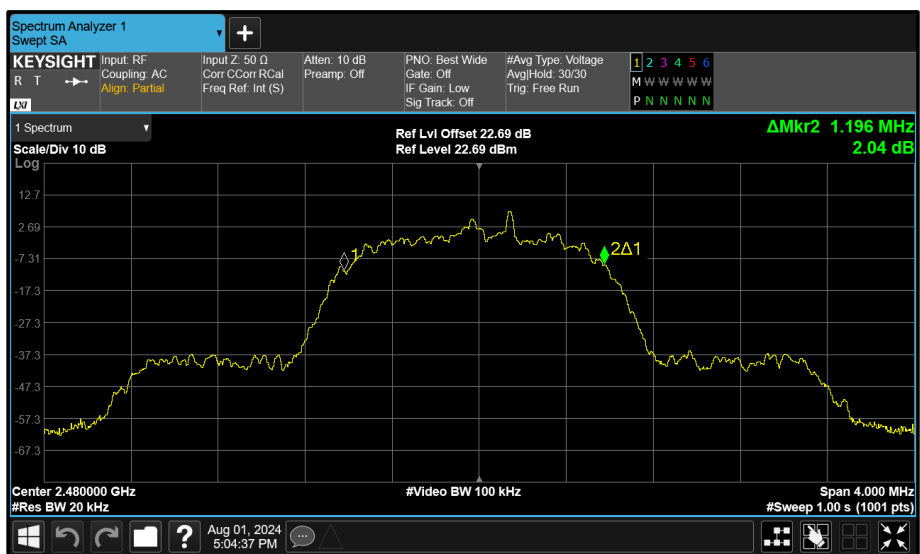 Spectrum Analyzer 1
Swept SA
+
KEYSIGHT
R T
LXI
Input: RF
Coupling: AC
Align: Partial
Input Z: 50 Ω
Corr CCorr RCal
Freq Ref: Int (S)
Atten: 10 dB
Preamp: Off
PNO: Best Wide
Gate: Off
IF Gain: Low
Sig Track: Off
#Avg Type: Voltage
Avg|Hold: 30/30
Trig: Free Run
1 2 3 4 5 6
M W W W W W
P N N N N N
1 Spectrum
Scale/Div 10 dB
Ref Lvl Offset 22.69 dB
Ref Level 22.69 dBm
ΔMkr2 1.196 MHz
2.04 dB
Log
12.7
2.69
-7.31
-17.3
-27.3
-37.3
-47.3
-57.3
-67.3
1
2Δ1
Center 2.480000 GHz
#Res BW 20 kHz
#Video BW 100 kHz
Span 4.000 MHz
#Sweep 1.00 s (1001 pts)
?
Aug 01, 2024
5:04:37 PM